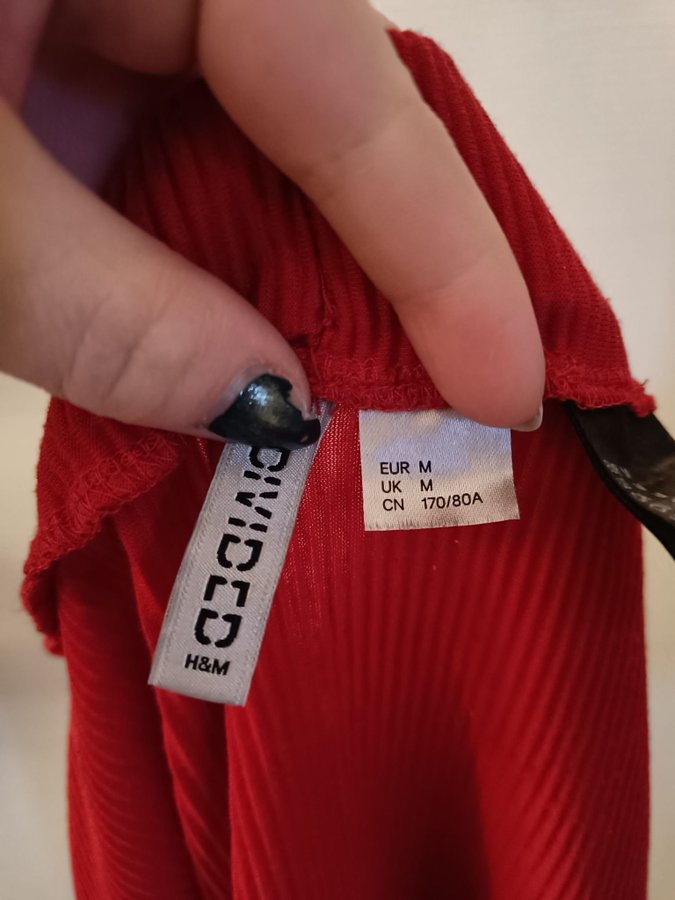 DIVIDED
H&M
EUR M
UK M
CN 170/80A